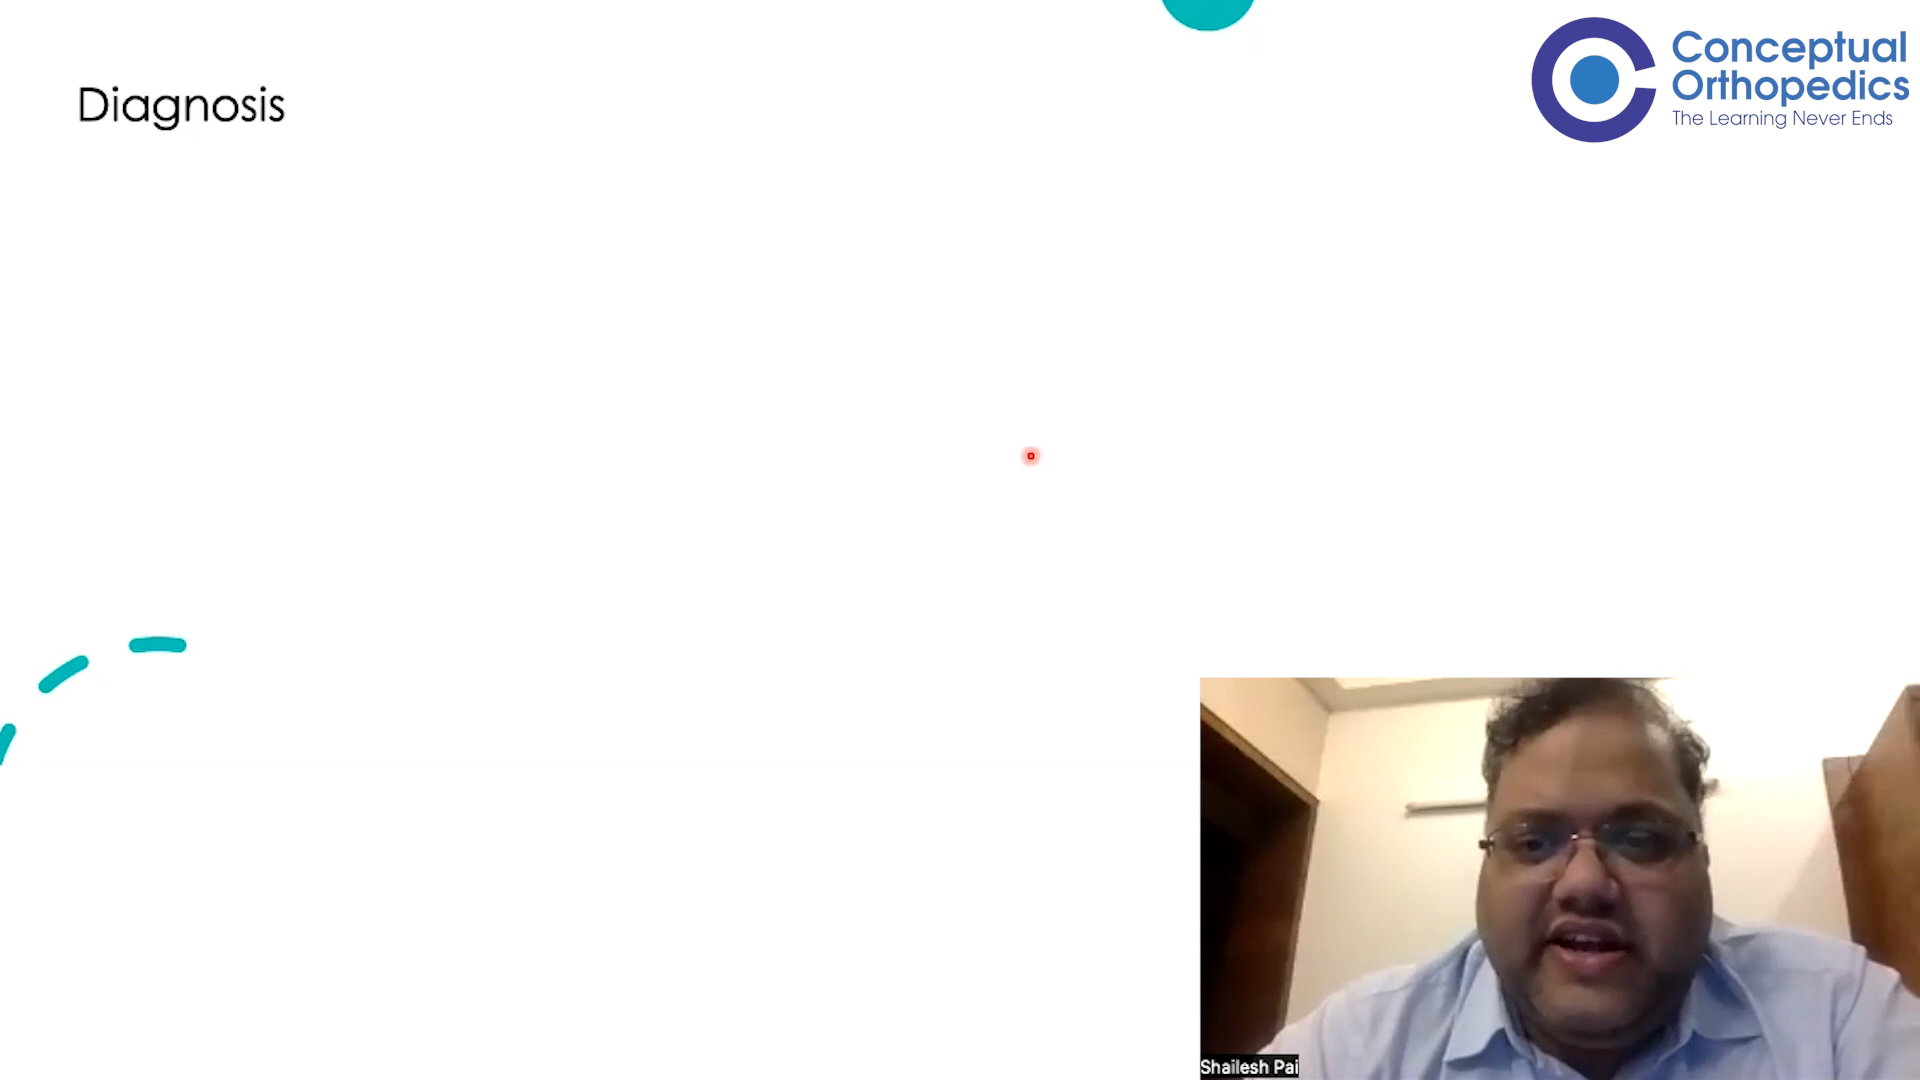 Diagnosis
Conceptual
Orthopedics
The Learning Never Ends
Shailesh Pai